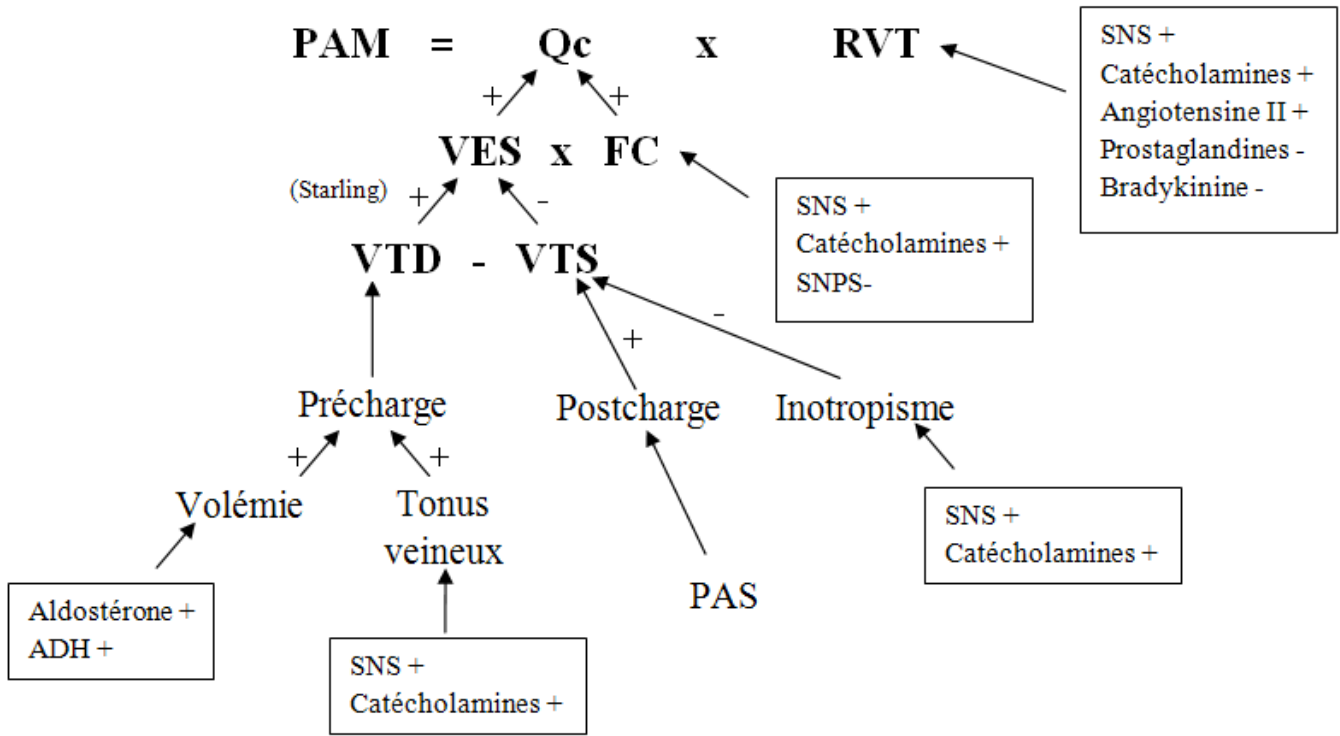 PAM = Qc x RVT
SNS +
Catécholamines +
Angiotensine II +
Prostaglandines -
Bradykinine -
+ +
VES x FC
(Starling) + -
SNS +
Catécholamines +
SNPS-
VTD - VTS
+ -
Précharge Postcharge Inotropisme
+ +
Volémie Tonus
veineux
SNS +
Catécholamines +
PAS
Aldostérone +
ADH +
SNS +
Catécholamines +